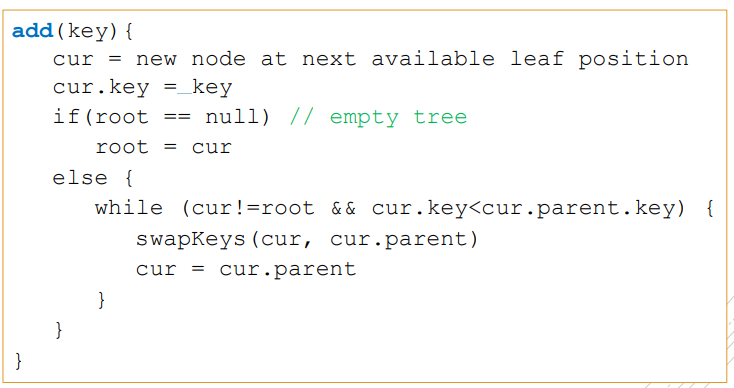 add(key){
cur = new node at next available leaf position
cur.key = key
if(root == null) // empty tree
root = cur
else {
while (cur!=root && cur.key<cur.parent.key) {
swapKeys(cur, cur.parent)
cur = cur.parent
}
}
}